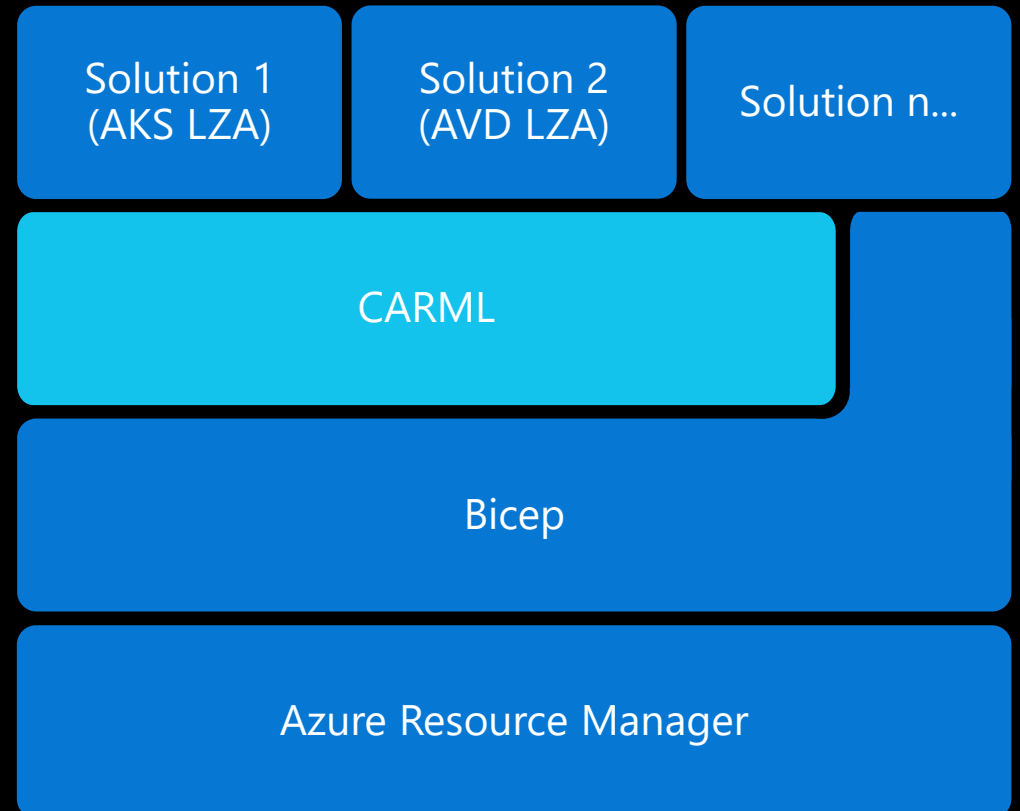 Solution 1
(AKS LZA)
Solution 2
(AVD LZA)
Solution n...
CARML
Bicep
Azure Resource Manager